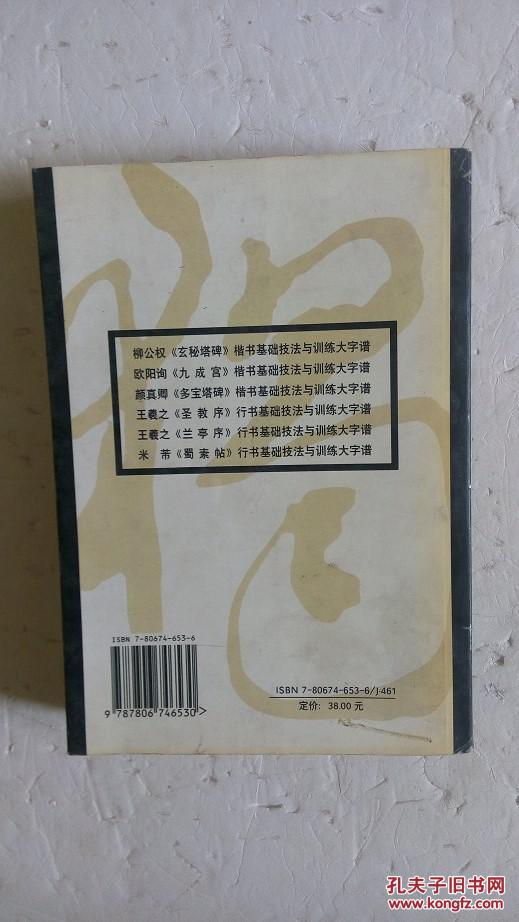 柳公权《玄秘塔碑》楷书基础技法与训练大字谱
欧阳询《九成宫》楷书基础技法与训练大字谱
颜真卿《多宝塔碑》楷书基础技法与训练大字谱
王羲之《圣教序》行书基础技法与训练大字谱
王羲之《兰亭序》行书基础技法与训练大字谱
米芾《蜀素帖》行书基础技法与训练大字谱
ISBN 7-80674-653-6
9 787806 746530>
ISBN 7-80674-653-6/J·461
定价: 38.00 元
孔夫子旧书网
www.kongfz.com